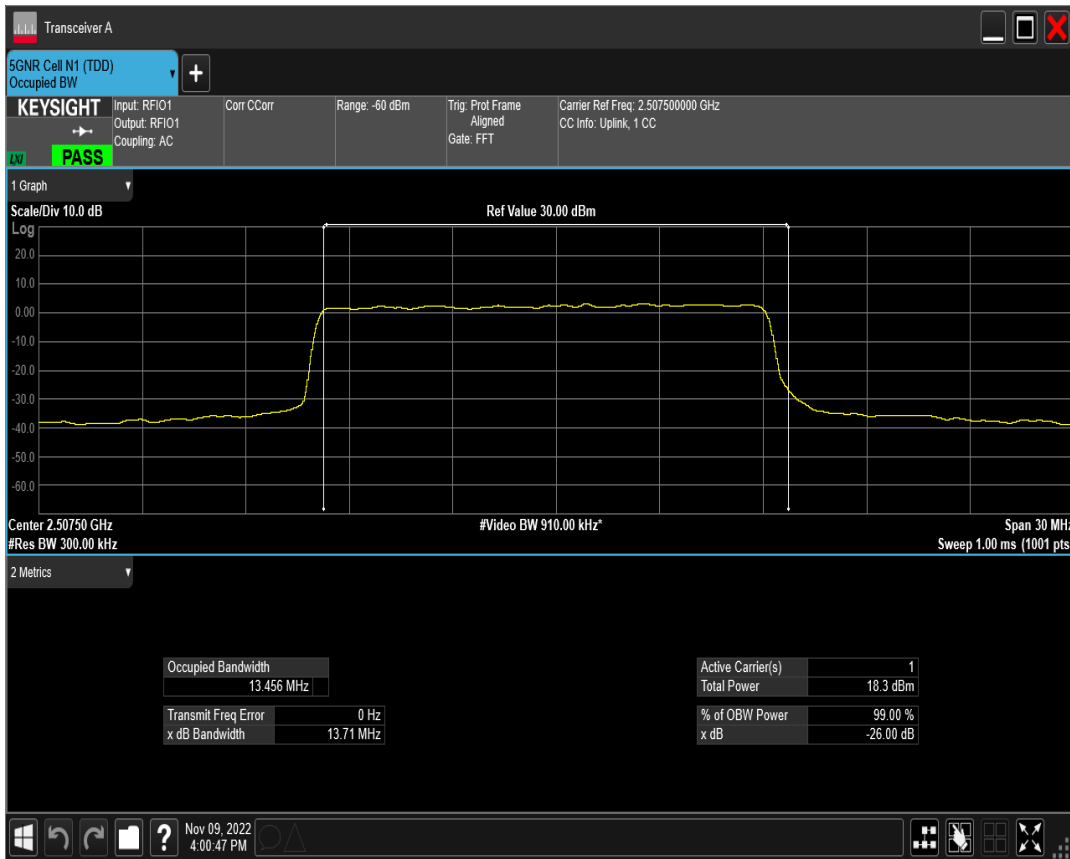 Transceiver A
5GNR Cell N1 (TDD)
Occupied BW
+
KEYSIGHT
LXI
PASS
Input: RFIO1
Output: RFIO1
Coupling: AC
Corr CCorr
Range: -60 dBm
Trig: Prot Frame
Aligned
Gate: FFT
Carrier Ref Freq: 2.507500000 GHz
CC Info: Uplink, 1 CC
1 Graph
Scale/Div 10.0 dB
Ref Value 30.00 dBm
Log
20.0
10.0
0.00
-10.0
-20.0
-30.0
-40.0
-50.0
-60.0
Center 2.50750 GHz
#Video BW 910.00 kHz*
Span 30 MHz
#Res BW 300.00 kHz
Sweep 1.00 ms (1001 pts
2 Metrics
Occupied Bandwidth
13.456 MHz
Transmit Freq Error 0 Hz
x dB Bandwidth 13.71 MHz
Active Carrier(s) 1
Total Power 18.3 dBm
% of OBW Power 99.00 %
x dB -26.00 dB
?
Nov 09, 2022
4:00:47 PM